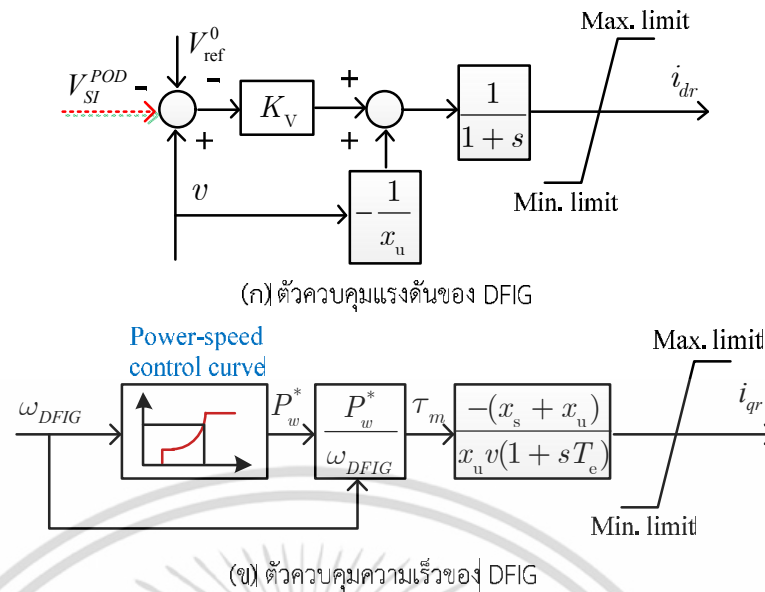 Max. limit
V_ref^0
V_SI^POD - - + +
K_V
1 / (1 + s)
i_dr
+ +
v
- 1 / x_u
Min. limit
(ก) ตัวควบคุมแรงดันของ DFIG
Power-speed
control curve
Max. limit
ω_DFIG
P_w^*
P_w^* / ω_DFIG
τ_m
-(x_s + x_u) / x_u v(1 + sT_e)
i_qr
Min. limit
(ข) ตัวควบคุมความเร็วของ DFIG